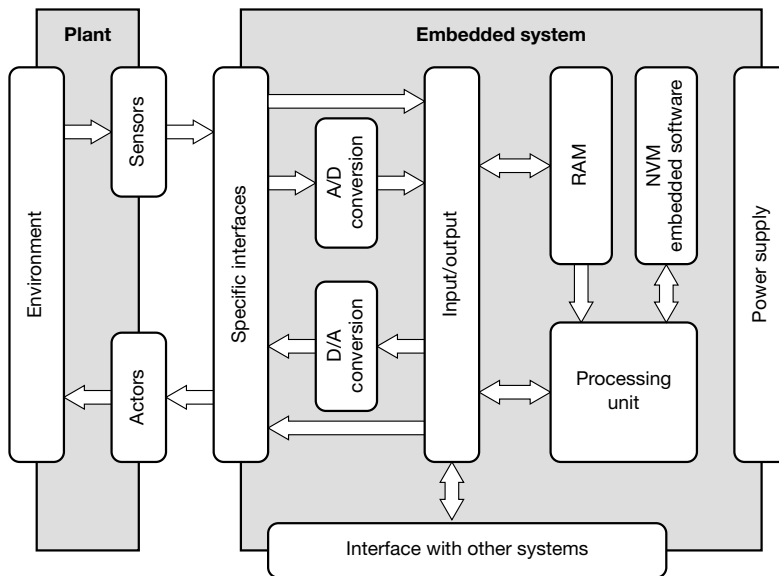 Plant
Embedded system
Environment
Sensors
Actors
Specific interfaces
A/D
conversion
D/A
conversion
Input/output
RAM
NVM
embedded software
Processing
unit
Power supply
Interface with other systems